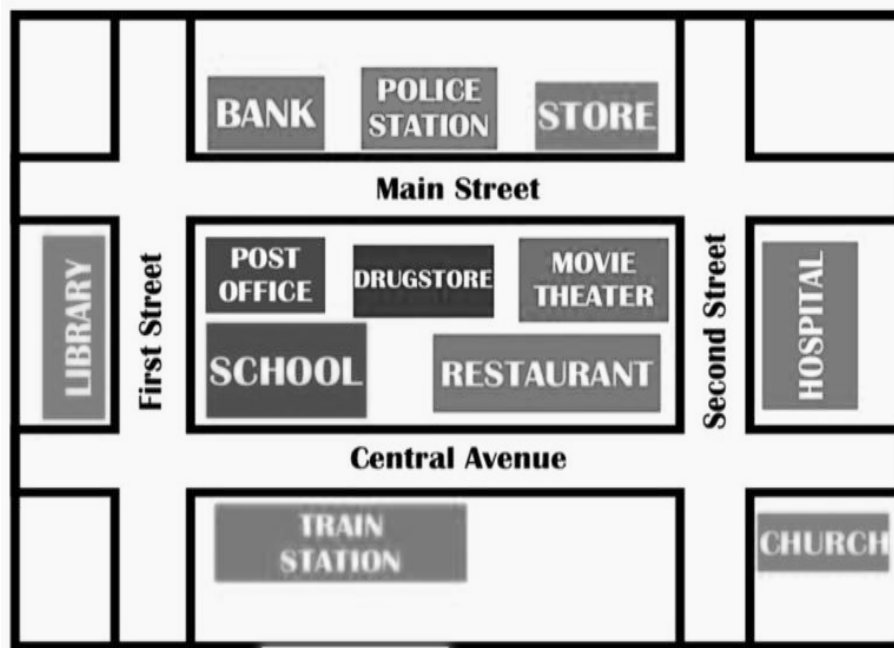 BANK
POLICE
STATION
STORE
Main Street
LIBRARY
First Street
POST
OFFICE
DRUGSTORE
MOVIE
THEATER
SCHOOL
RESTAURANT
Second Street
HOSPITAL
Central Avenue
TRAIN
STATION
CHURCH